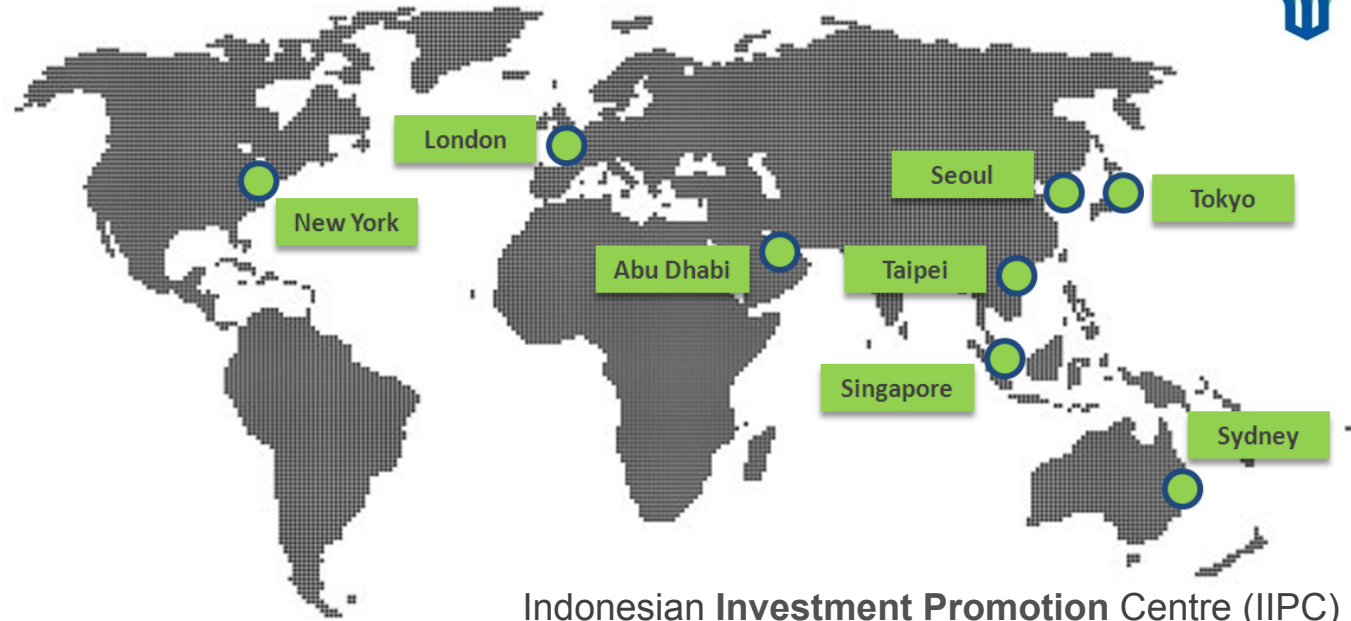 London
Seoul
Tokyo
New York
Abu Dhabi
Taipei
Singapore
Sydney
Indonesian Investment Promotion Centre (IIPC)